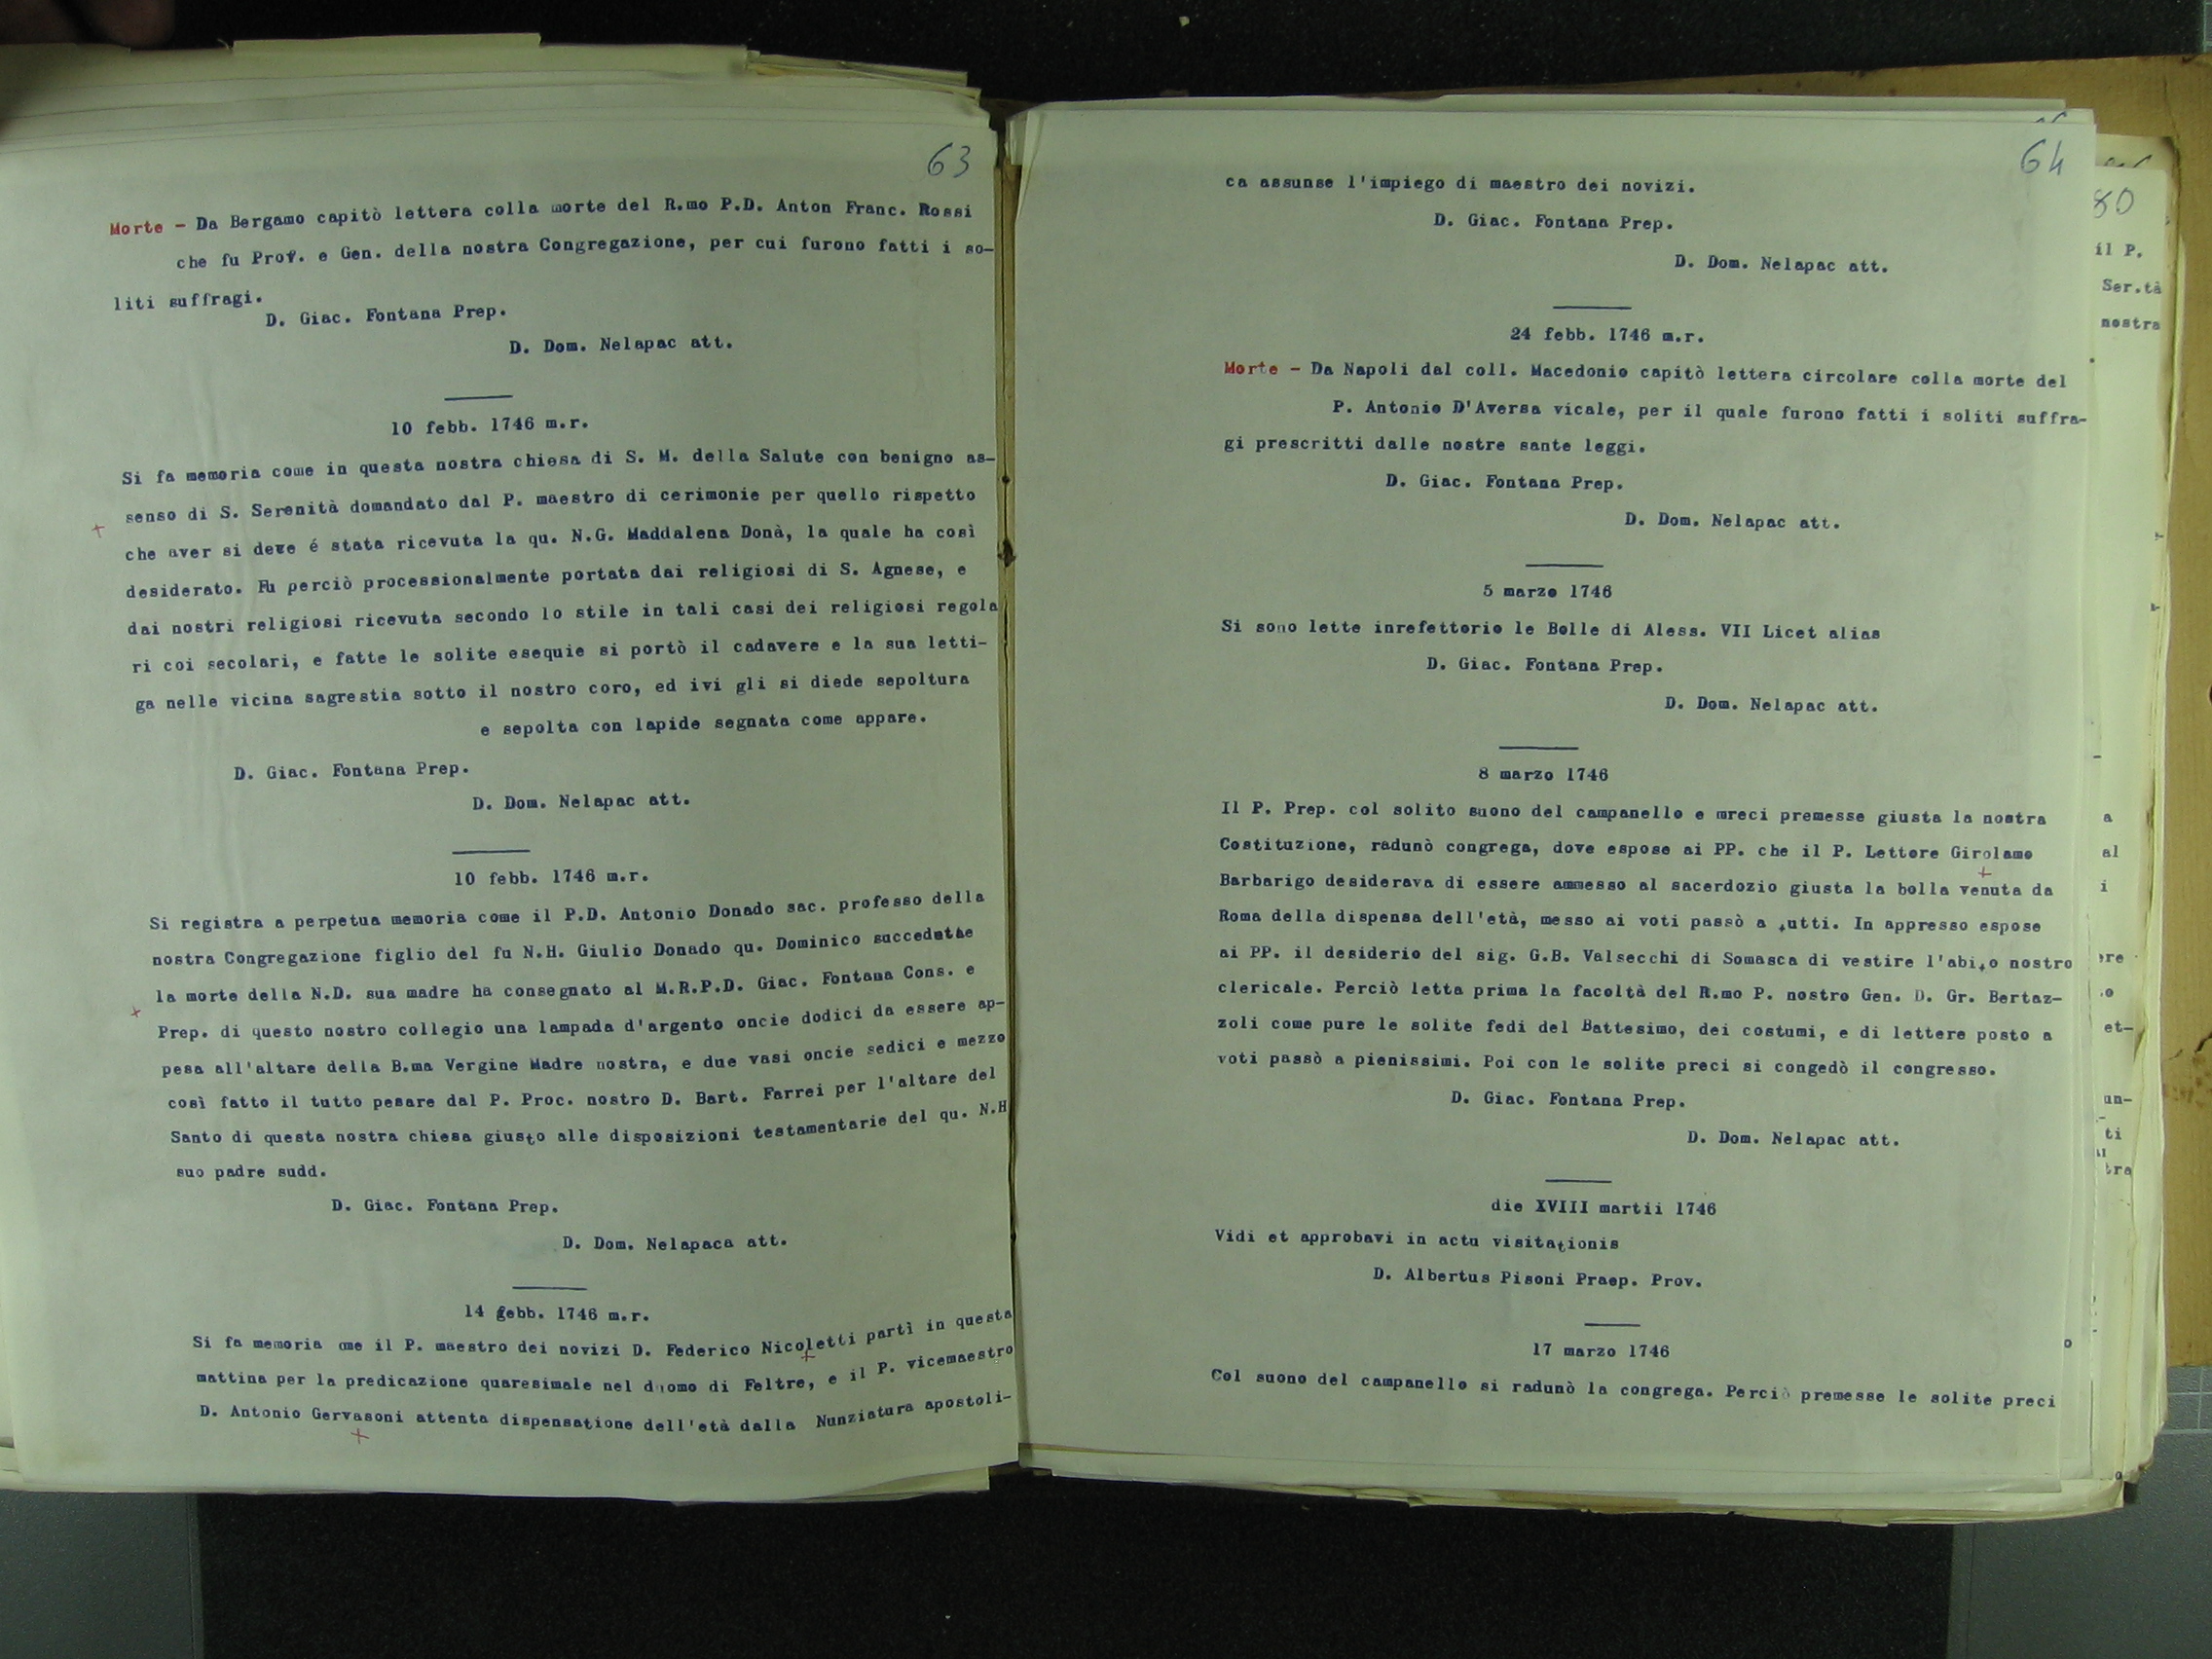 63
Morte - Da Bergamo capitò lettera colla morte del R.mo P.D. Anton Franc. Rossi
che fu Prov. e Gen. della nostra Congregazione, per cui furono fatti i so-
liti suffragi.
D. Giac. Fontana Prep.
D. Dom. Nelapac att.
10 febb. 1746 m.r.
Si fa memoria come in questa nostra chiesa di S. M. della Salute con benigno as-
senso di S. Serenità domandato dal P. maestro di cerimonie per quello rispetto
che aver si deve é stata ricevuta la qu. N.G. Maddalena Donà, la quale ha così
desiderato. Fu perciò processionalmente portata dai religiosi di S. Agnese, e
dai nostri religiosi ricevuta secondo lo stile in tali casi dei religiosi regola
ri coi secolari, e fatte le solite esequie si portò il cadavere e la sua letti-
ga nelle vicina sagrestia sotto il nostro coro, ed ivi gli si diede sepoltura
e sepolta con lapide segnata come appare.
D. Giac. Fontana Prep.
D. Dom. Nelapac att.
10 febb. 1746 m.r.
Si registra a perpetua memoria come il P.D. Antonio Donado sac. professo della
nostra Congregazione figlio del fu N.H. Giulio Donado qu. Dominico succedette
la morte della N.D. sua madre ha consegnato al M.R.P.D. Giac. Fontana Cons. e
Prep. di questo nostro collegio una lampada d'argento oncie dodici da essere ap-
pesa all'altare della B.ma Vergine Madre nostra, e due vasi oncie sedici e mezzo
così fatto il tutto pesare dal P. Proc. nostro D. Bart. Farrei per l'altare del
Santo di questa nostra chiesa giusto alle disposizioni testamentarie del qu. N.H
suo padre sudd.
D. Giac. Fontana Prep.
D. Dom. Nelapaca att.
14 gebb. 1746 m.r.
Si fa memoria ome il P. maestro dei novizi D. Federico Nicoletti partì in questa
mattina per la predicazione quaresimale nel duomo di Feltre, e il P. vicemaestro
D. Antonio Gervasoni attenta dispensatione dell'età dalla Nunziatura apostoli-
64
ca assunse l'impiego di maestro dei novizi.
D. Giac. Fontana Prep.
D. Dom. Nelapac att.
24 febb. 1746 m.r.
Morte - Da Napoli dal coll. Macedonio capitò lettera circolare colla morte del
P. Antonio D'Aversa vicale, per il quale furono fatti i soliti suffra-
gi prescritti dalle nostre sante leggi.
D. Giac. Fontana Prep.
D. Dom. Nelapac att.
5 marzo 1746
Si sono lette inrefettorio le Bolle di Aless. VII Licet alias
D. Giac. Fontana Prep.
D. Dom. Nelapac att.
8 marzo 1746
Il P. Prep. col solito suono del campanello e mreci premesse giusta la nostra
Costituzione, radunò congrega, dove espose ai PP. che il P. Lettore Girolamo
Barbarigo desiderava di essere ammesso al sacerdozio giusta la bolla venuta da
Roma della dispensa dell'età, messo ai voti passò a tutti. In appresso espose
ai PP. il desiderio del sig. G.B. Valsecchi di Somasca di vestire l'abito nostro
clericale. Perciò letta prima la facoltà del R.mo P. nostro Gen. D. Gr. Bertaz-
zoli come pure le solite fedi del Battesimo, dei costumi, e di lettere posto a
voti passò a pienissimi. Poi con le solite preci si congedò il congresso.
D. Giac. Fontana Prep.
D. Dom. Nelapac att.
die XVIII martii 1746
Vidi et approbavi in actu visitationis
D. Albertus Pisoni Praep. Prov.
17 marzo 1746
Col suono del campanello si radunò la congrega. Perciò premesse le solite preci
80
il P.
Ser.tà
nostra
a
al
i
et-
ti
tra